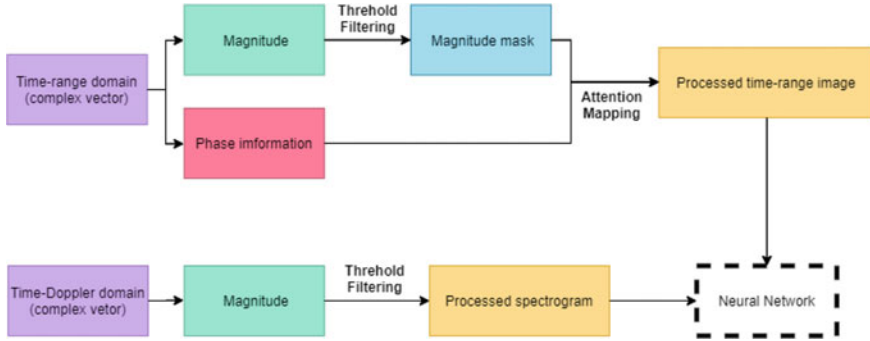 Threhold
Filtering
Magnitude
Magnitude mask
Time-range domain
(complex vector)
Processed time-range image
Attention
Mapping
Phase imformation
Time-Doppler domain
(complex vetor)
Magnitude
Threhold
Filtering
Processed spectrogram
Neural Network